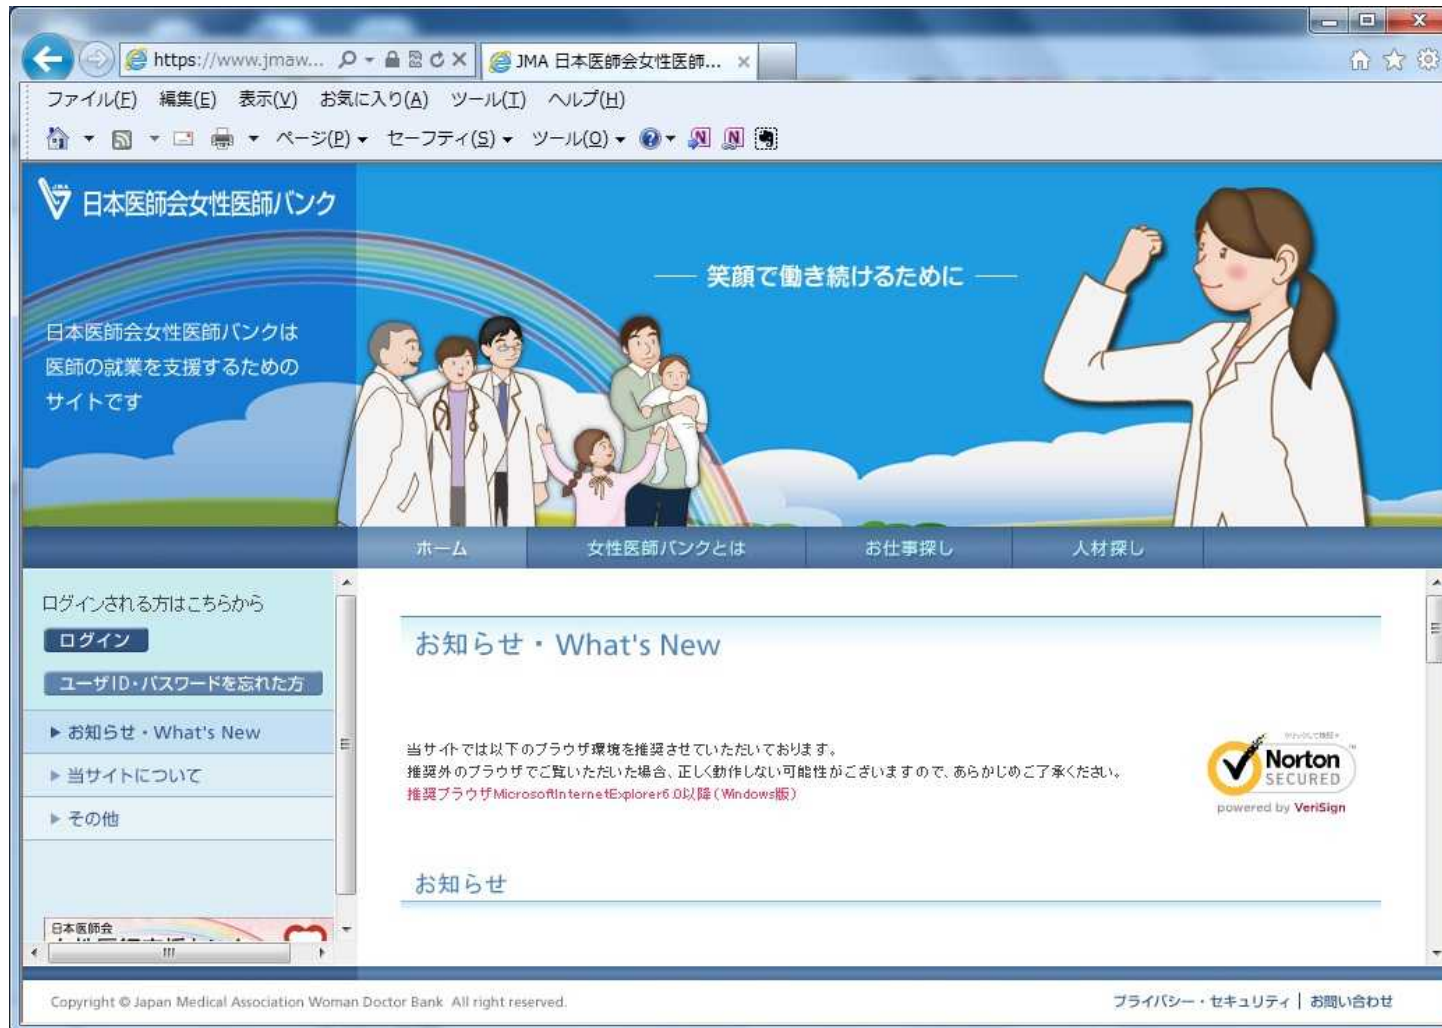 https://www.jmaw...
JMA 日本医師会女性医師...
ファイル(F) 編集(E) 表示(V) お気に入り(A) ツール(T) ヘルプ(H)
ページ(P) セーフティ(S) ツール(O)
日本医師会女性医師バンク
笑顔で働き続けるために
日本医師会女性医師バンクは
医師の就業を支援するための
サイトです
ホーム 女性医師バンクとは お仕事探し 人材探し
ログインされる方はこちらから
ログイン
ユーザID・パスワードを忘れた方
▶ お知らせ・What's New
▶ 当サイトについて
▶ その他
日本医師会
お知らせ・What's New
当サイトでは以下のブラウザ環境を推奨させていただいております。
推奨外のブラウザでご覧いただいた場合、正しく動作しない可能性がございますので、あらかじめご了承ください。
推奨ブラウザMicrosoftInternetExplorer6.0以降(Windows版)
Norton
SECURED
powered by VeriSign
お知らせ
Copyright © Japan Medical Association Woman Doctor Bank All right reserved.
プライバシー・セキュリティ | お問い合わせ